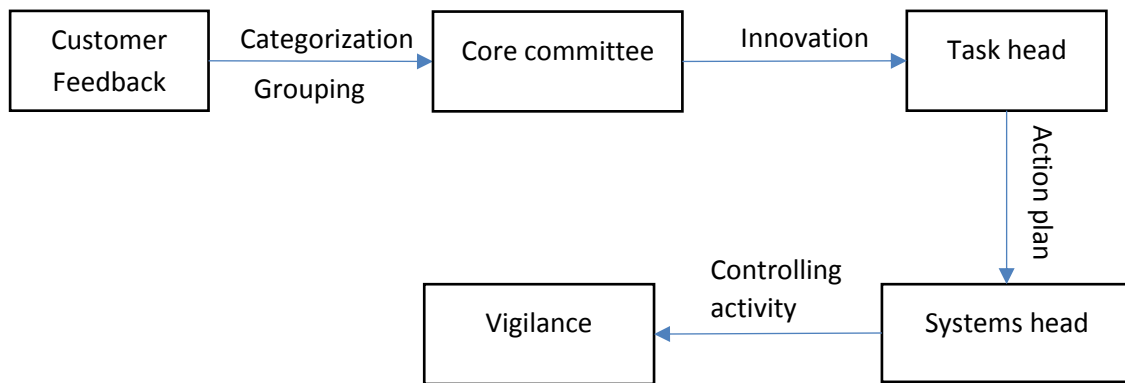 Customer
Feedback
Categorization
Grouping
Core committee
Innovation
Task head
Action plan
Systems head
Controlling
activity
Vigilance